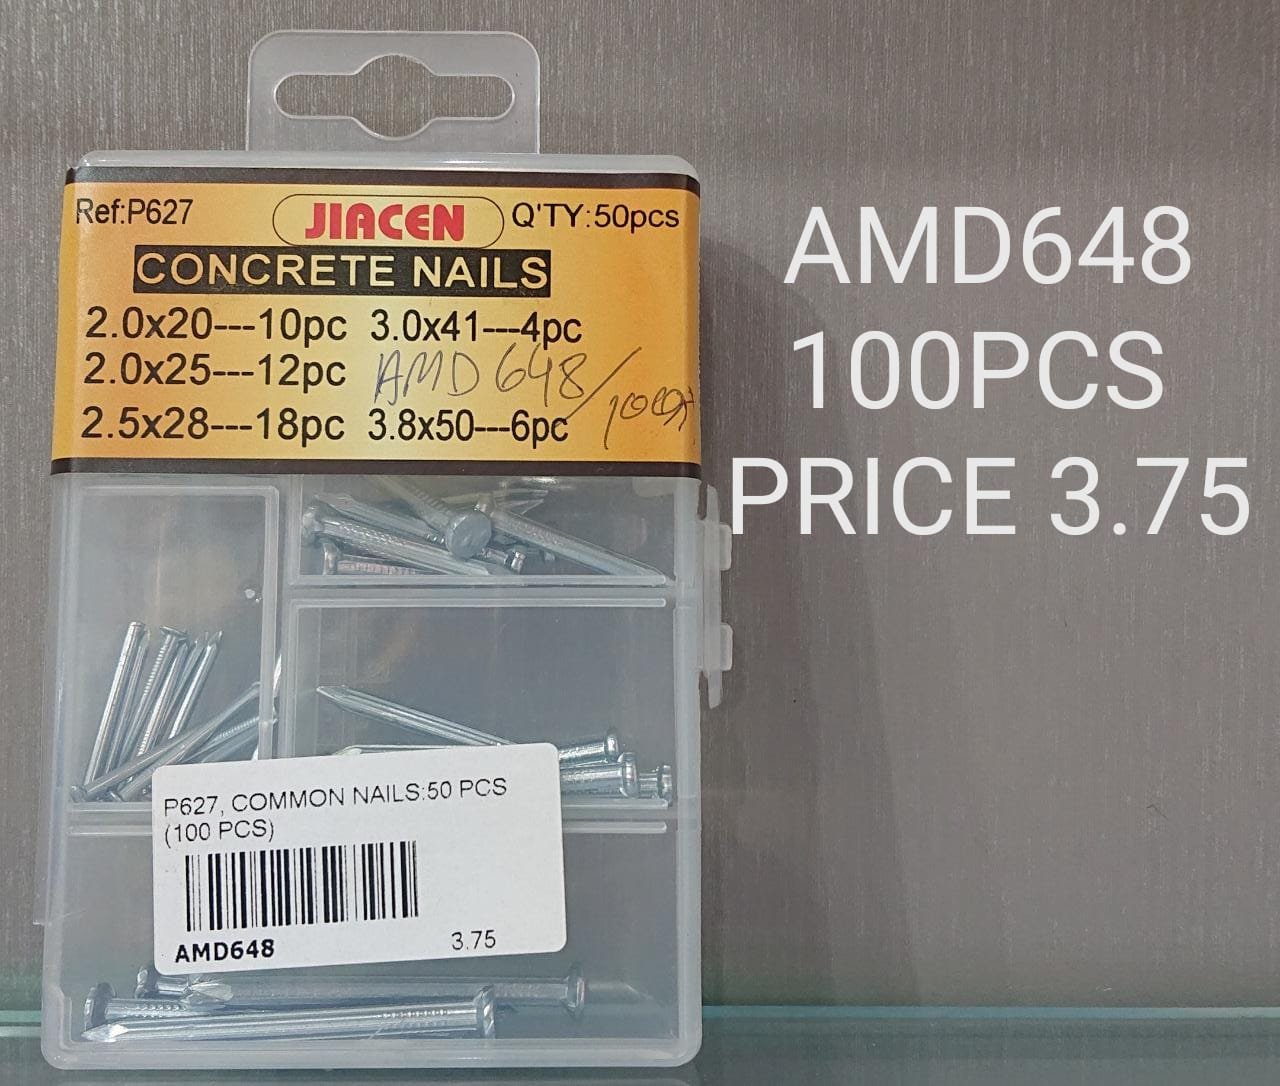 Ref:P627 JIACEN Q'TY:50pcs
CONCRETE NAILS
2.0x20---10pc 3.0x41---4pc
2.0x25---12pc AMD 648/
2.5x28---18pc 3.8x50---6pc
P627, COMMON NAILS:50 PCS
(100 PCS)
AMD648 3.75
AMD648
100PCS
PRICE 3.75